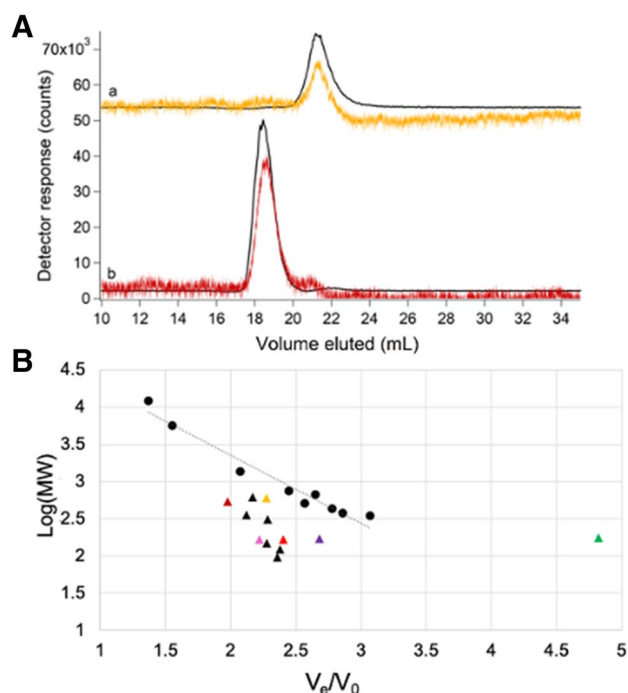 A
70x10³
60
50
40
30
20
10
0
Detector response (counts)
a
b
10 12 14 16 18 20 22 24 26 28 30 32 34
Volume eluted (mL)
B
4.5
4
3.5
3
2.5
2
1.5
1
Log(MW)
1 1.5 2 2.5 3 3.5 4 4.5 5
Vₑ/V₀